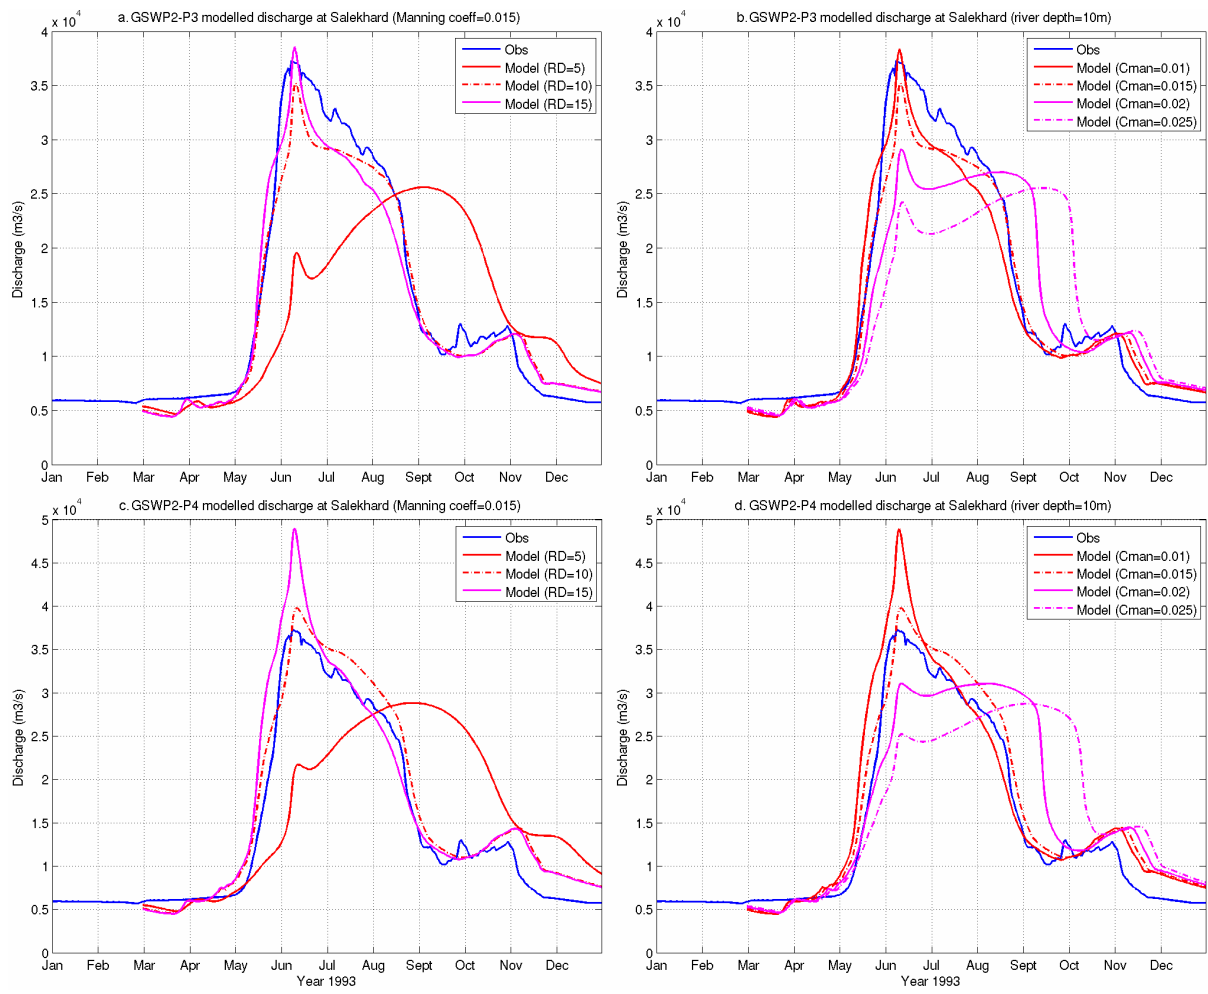 a. GSWP2-P3 modelled discharge at Salekhard (Manning coeff=0.015)
x 10^4
4
3.5
3
2.5
2
1.5
1
0.5
0
Discharge (m3/s)
Obs
Model (RD=5)
Model (RD=10)
Model (RD=15)
Jan Feb Mar Apr May Jun Jul Aug Sept Oct Nov Dec
b. GSWP2-P3 modelled discharge at Salekhard (river depth=10m)
x 10^4
4
3.5
3
2.5
2
1.5
1
0.5
0
Discharge (m3/s)
Obs
Model (Cman=0.01)
Model (Cman=0.015)
Model (Cman=0.02)
Model (Cman=0.025)
Jan Feb Mar Apr May Jun Jul Aug Sept Oct Nov Dec
c. GSWP2-P4 modelled discharge at Salekhard (Manning coeff=0.015)
x 10^4
5
4.5
4
3.5
3
2.5
2
1.5
1
0.5
0
Discharge (m3/s)
Obs
Model (RD=5)
Model (RD=10)
Model (RD=15)
Jan Feb Mar Apr May Jun Jul Aug Sept Oct Nov Dec
Year 1993
d. GSWP2-P4 modelled discharge at Salekhard (river depth=10m)
x 10^4
5
4.5
4
3.5
3
2.5
2
1.5
1
0.5
0
Discharge (m3/s)
Obs
Model (Cman=0.01)
Model (Cman=0.015)
Model (Cman=0.02)
Model (Cman=0.025)
Jan Feb Mar Apr May Jun Jul Aug Sept Oct Nov Dec
Year 1993